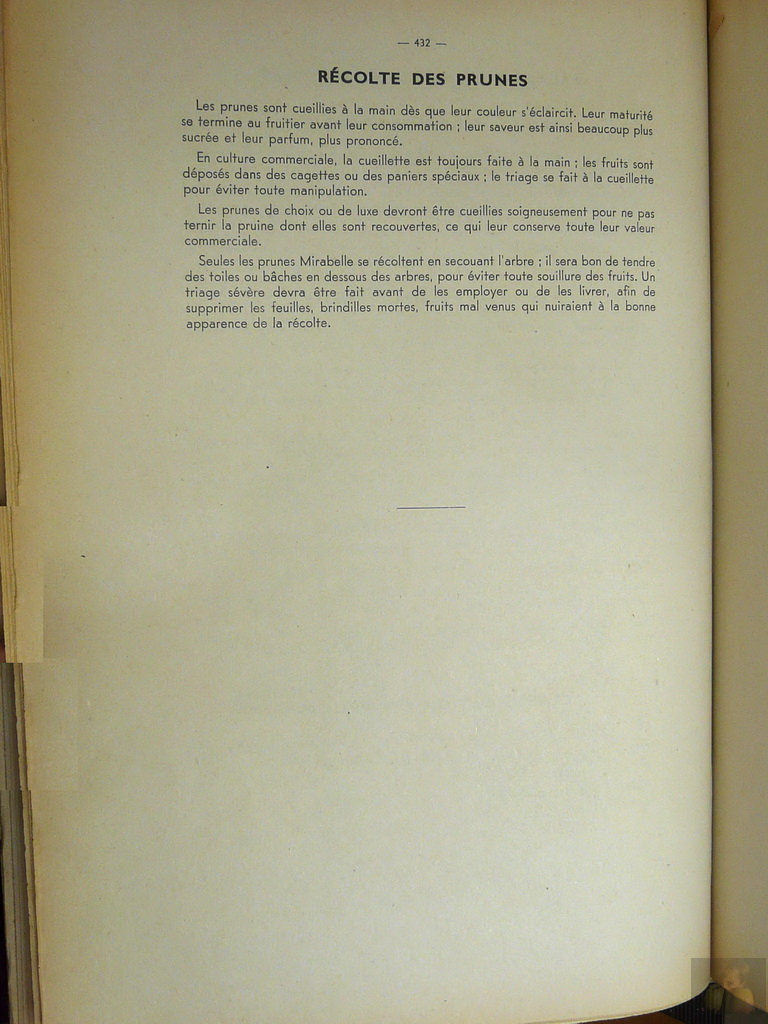 — 432 —
RÉCOLTE DES PRUNES
Les prunes sont cueillies à la main dès que leur couleur s'éclaircit. Leur maturité
se termine au fruitier avant leur consommation ; leur saveur est ainsi beaucoup plus
sucrée et leur parfum, plus prononcé.
En culture commerciale, la cueillette est toujours faite à la main ; les fruits sont
déposés dans des cagettes ou des paniers spéciaux ; le triage se fait à la cueillette
pour éviter toute manipulation.
Les prunes de choix ou de luxe devront être cueillies soigneusement pour ne pas
ternir la pruine dont elles sont recouvertes, ce qui leur conserve toute leur valeur
commerciale.
Seules les prunes Mirabelle se récoltent en secouant l'arbre ; il sera bon de tendre
des toiles ou bâches en dessous des arbres, pour éviter toute souillure des fruits. Un
triage sévère devra être fait avant de les employer ou de les livrer, afin de
supprimer les feuilles, brindilles mortes, fruits mal venus qui nuiraient à la bonne
apparence de la récolte.